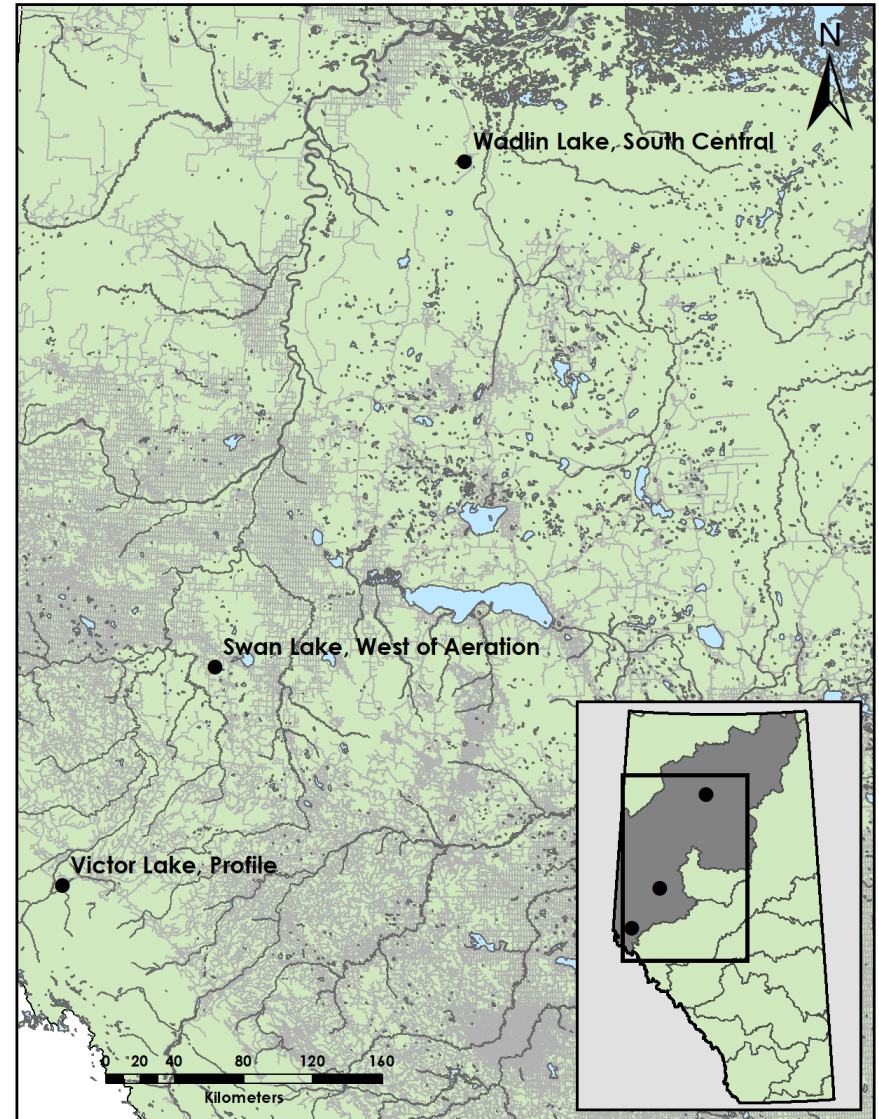 N
Wadlin Lake, South Central
Swan Lake, West of Aeration
Victor Lake, Profile
0 20 40 80 120 160
Kilometers